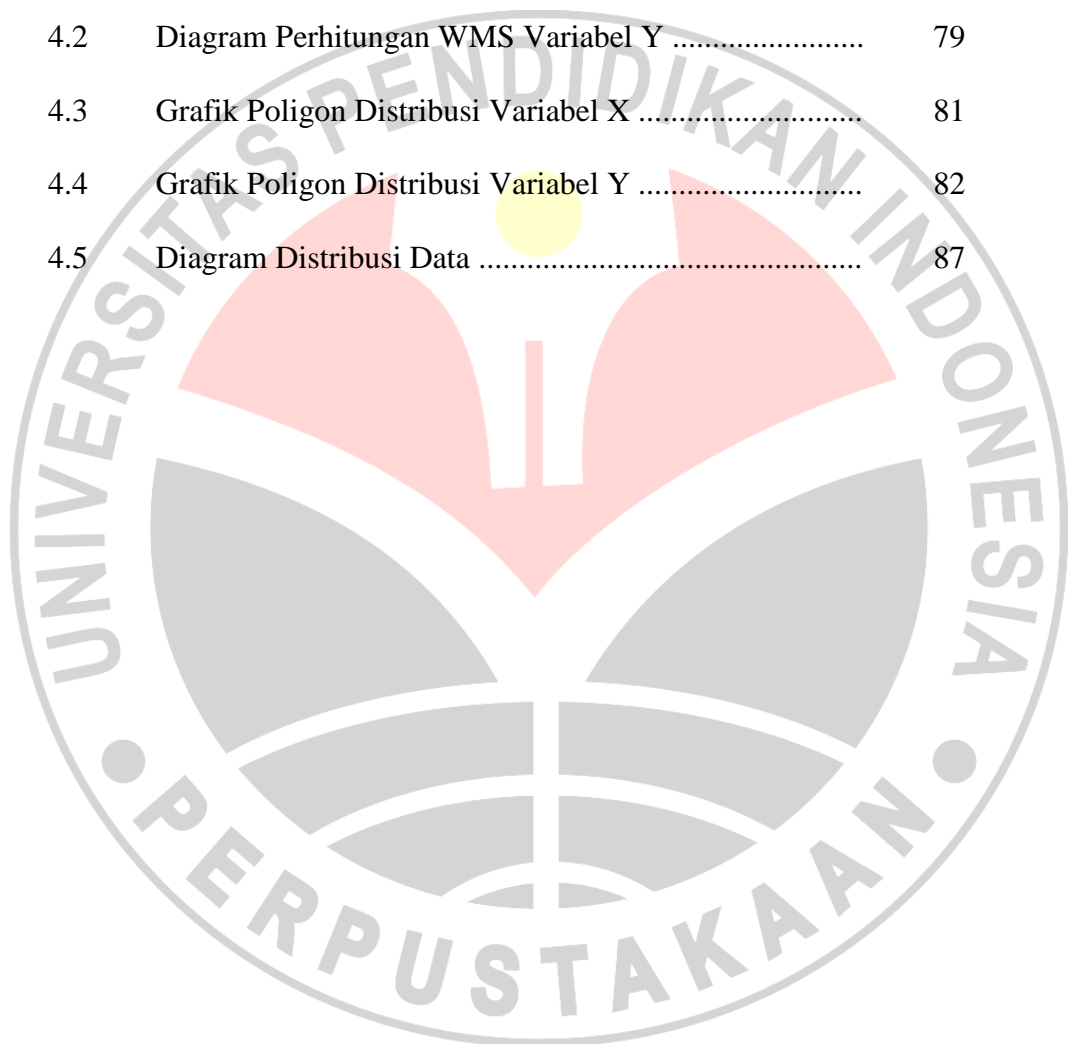 4.2 Diagram Perhitungan WMS Variabel Y ........................ 79
4.3 Grafik Poligon Distribusi Variabel X ............................ 81
4.4 Grafik Poligon Distribusi Variabel Y ............................ 82
4.5 Diagram Distribusi Data ................................................ 87
UNIVERSITAS PENDIDIKAN INDONESIA
PERPUSTAKAAN